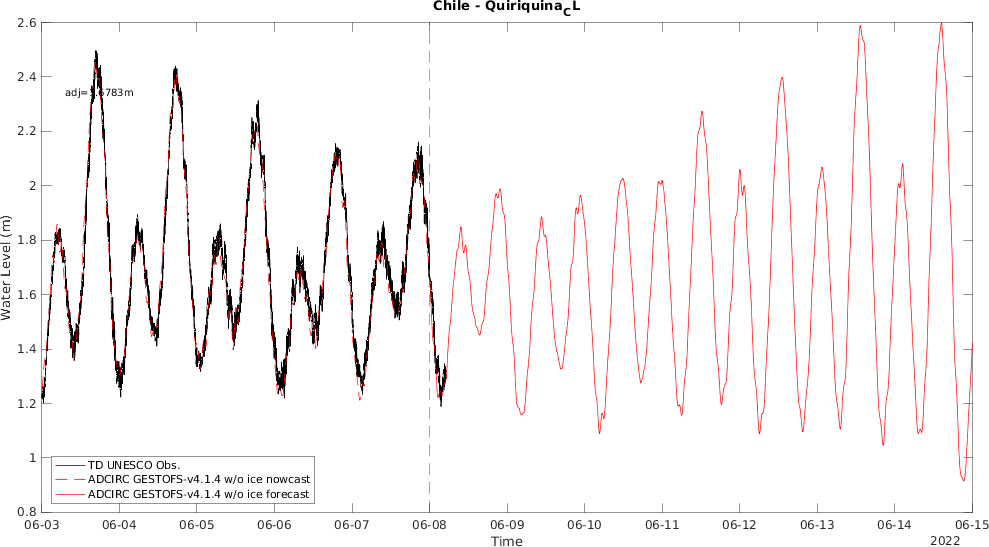 Chile - Quiriquina_CL
2.6
2.4
adj=1.6783m
2.2
2
1.8
Water Level (m)
1.6
1.4
1.2
1
TD UNESCO Obs.
ADCIRC GESTOFS-v4.1.4 w/o ice nowcast
ADCIRC GESTOFS-v4.1.4 w/o ice forecast
0.8
06-03 06-04 06-05 06-06 06-07 06-08 06-09 06-10 06-11 06-12 06-13 06-14 06-15
Time
2022